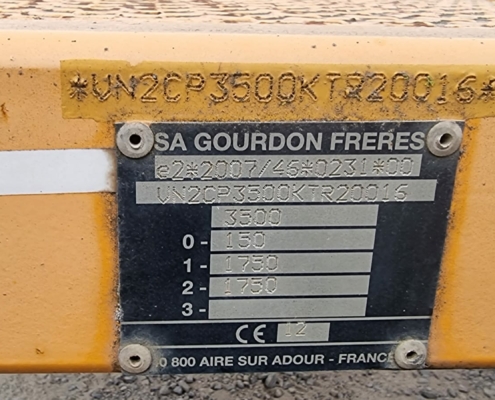 *VN2CP3500KTR20016*
SA GOURDON FRERES
e2*2007/46*0231*00
VN2CP3500KTR20016
3500
0 - 150
1 - 1750
2 - 1750
3 -
CE 12
0 800 AIRE SUR ADOUR - FRANCE